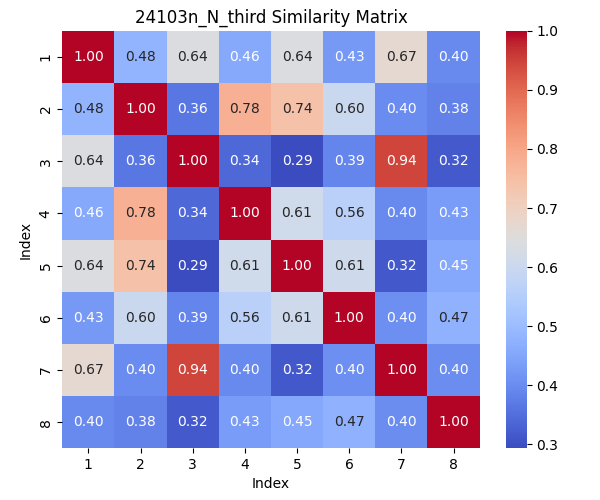 24103n_N_third Similarity Matrix
1 1.00 0.48 0.64 0.46 0.64 0.43 0.67 0.40
2 0.48 1.00 0.36 0.78 0.74 0.60 0.40 0.38
3 0.64 0.36 1.00 0.34 0.29 0.39 0.94 0.32
4 0.46 0.78 0.34 1.00 0.61 0.56 0.40 0.43
5 0.64 0.74 0.29 0.61 1.00 0.61 0.32 0.45
6 0.43 0.60 0.39 0.56 0.61 1.00 0.40 0.47
7 0.67 0.40 0.94 0.40 0.32 0.40 1.00 0.40
8 0.40 0.38 0.32 0.43 0.45 0.47 0.40 1.00
1 2 3 4 5 6 7 8
Index
Index
1.0
0.9
0.8
0.7
0.6
0.5
0.4
0.3